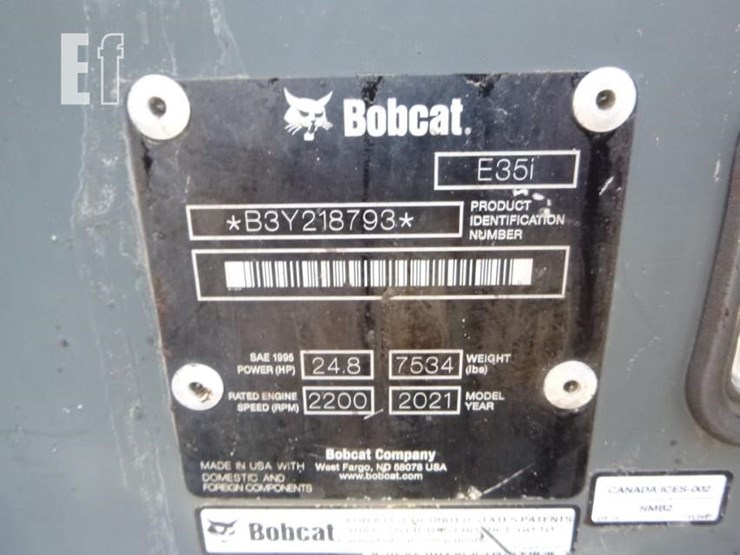 Ef
Bobcat.
E35i
*B3Y218793*
PRODUCT
IDENTIFICATION
NUMBER
SAE 1995
POWER (HP)
24.8
7534
WEIGHT
(lbs)
RATED ENGINE
SPEED (RPM)
2200
2021
MODEL
YEAR
Bobcat Company
West Fargo, ND 58078 USA
www.bobcat.com
MADE IN USA WITH
DOMESTIC AND
FOREIGN COMPONENTS
CANADA ICES-002
NMB2
Bobcat